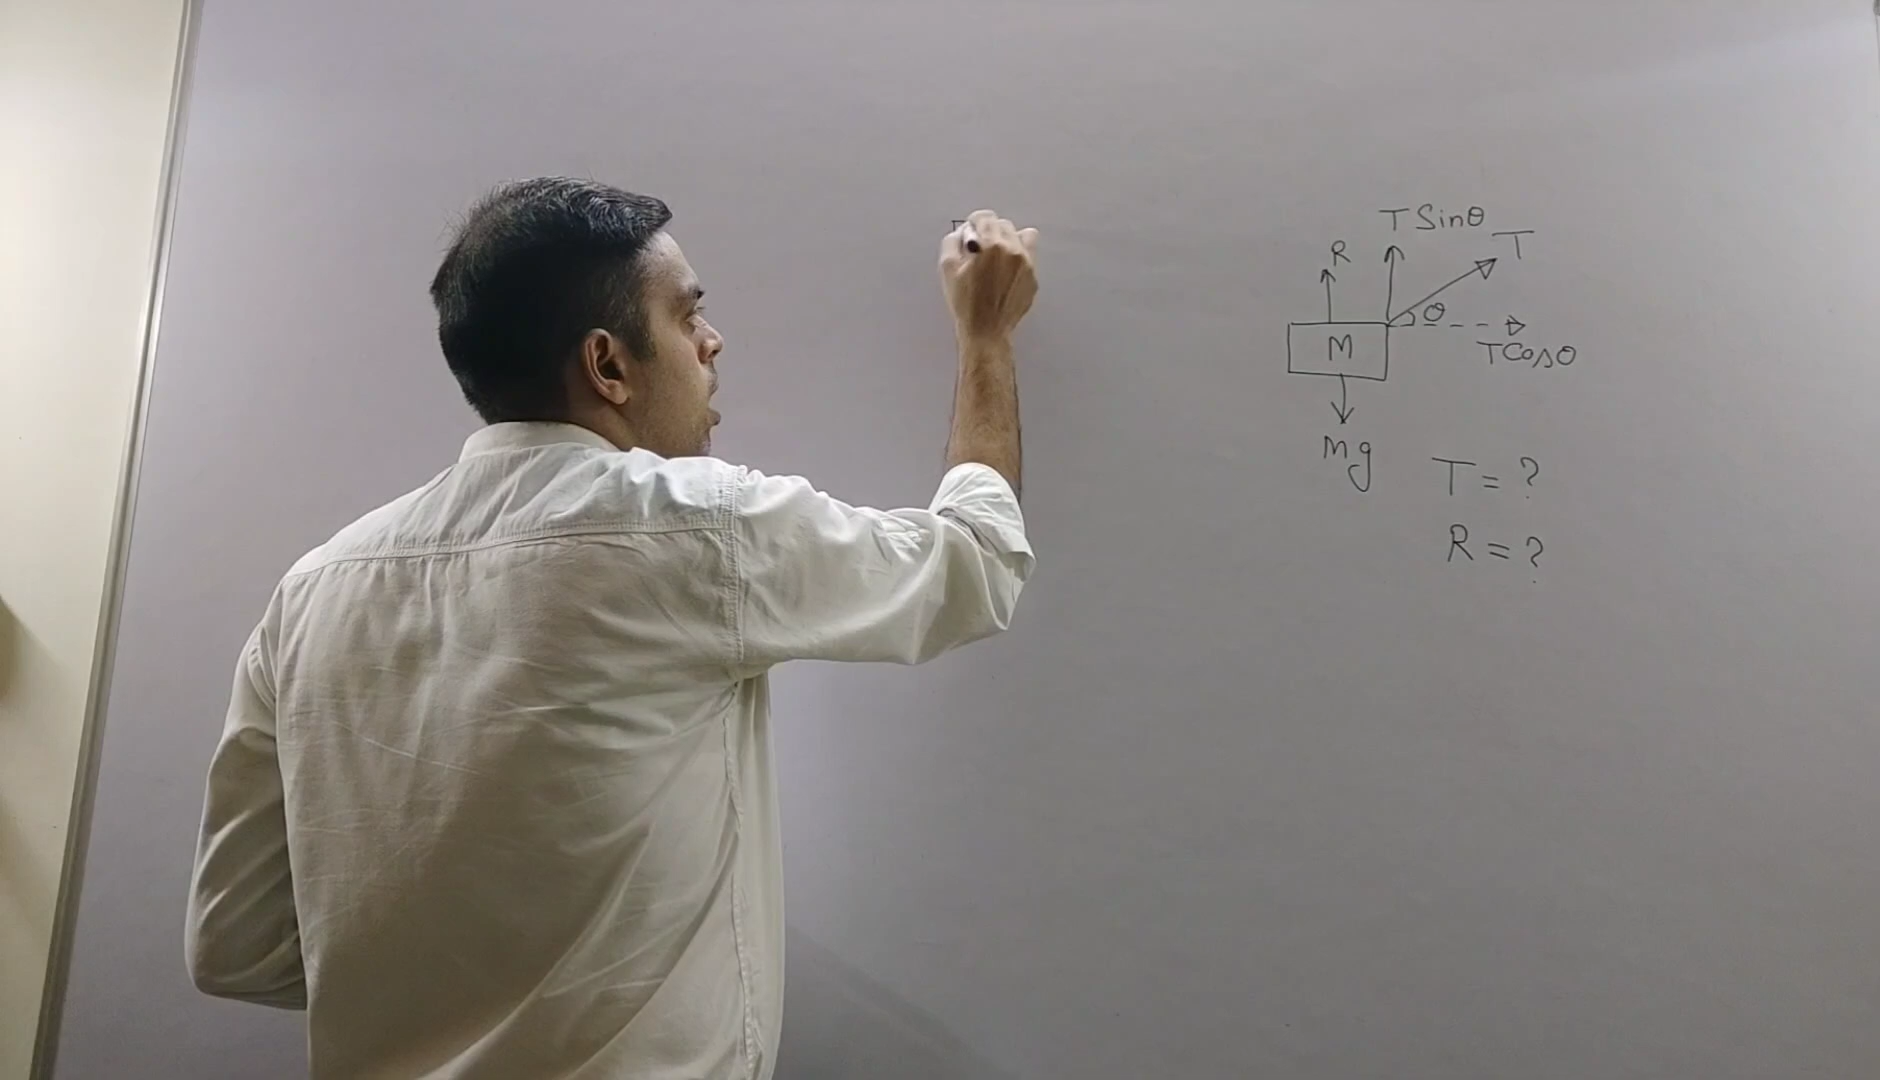 T Sinθ
R
T
θ
M
TCosθ
Mg
T = ?
R = ?